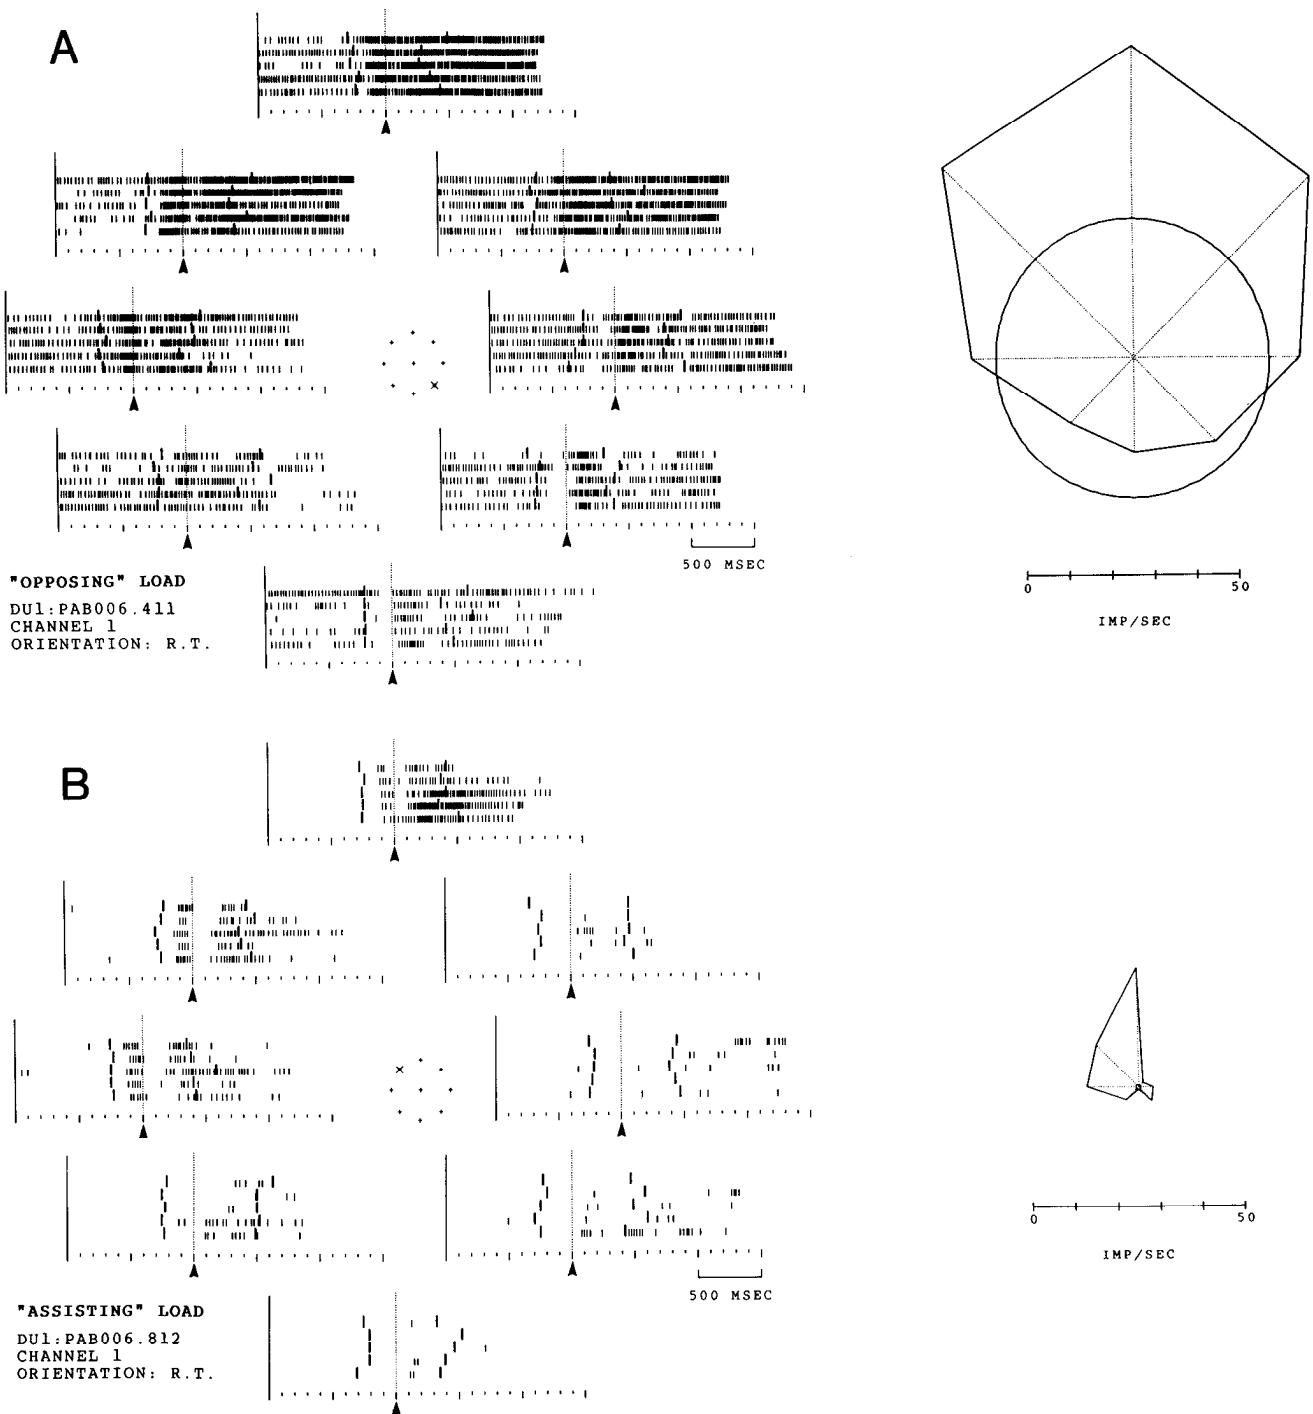 A
500 MSEC
"OPPOSING" LOAD
DU1:PAB006.411
CHANNEL 1
ORIENTATION: R.T.
0 50
IMP/SEC
B
500 MSEC
"ASSISTING" LOAD
DU1:PAB006.812
CHANNEL 1
ORIENTATION: R.T.
0 50
IMP/SEC